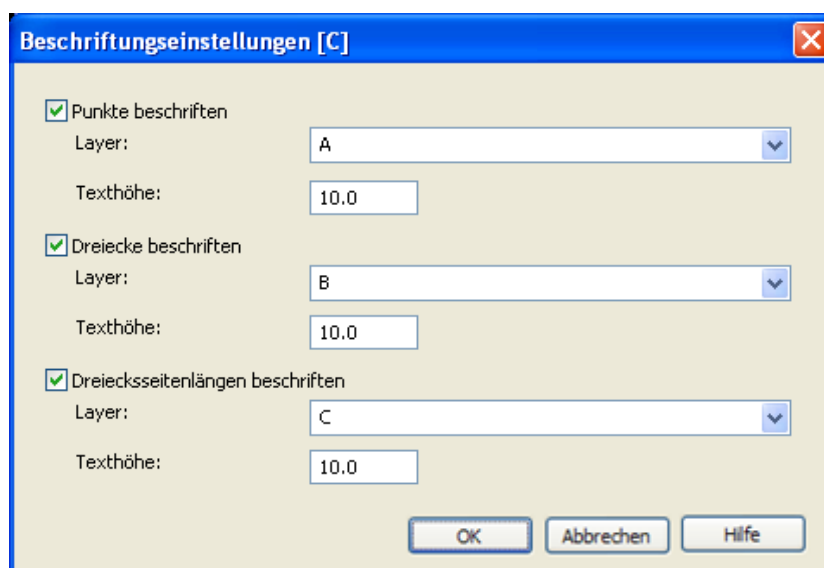 Beschriftungseinstellungen [C]
Punkte beschriften
Layer: A
Texthöhe: 10.0
Dreiecke beschriften
Layer: B
Texthöhe: 10.0
Dreiecksseitenlängen beschriften
Layer: C
Texthöhe: 10.0
OK Abbrechen Hilfe